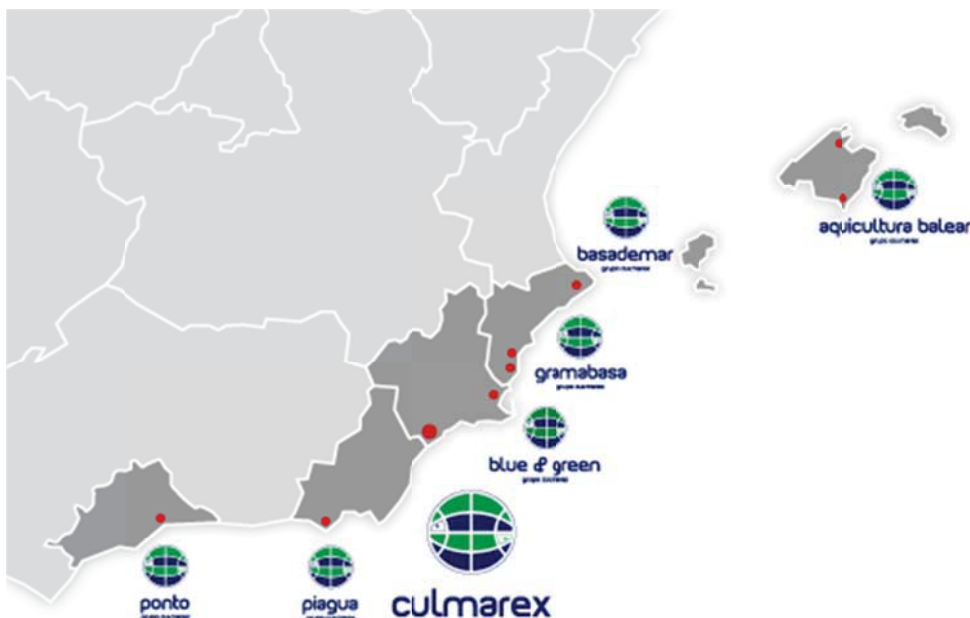 basademar
aquicultura balear
gramabasa
blue & green
culmarex
ponto
piagua